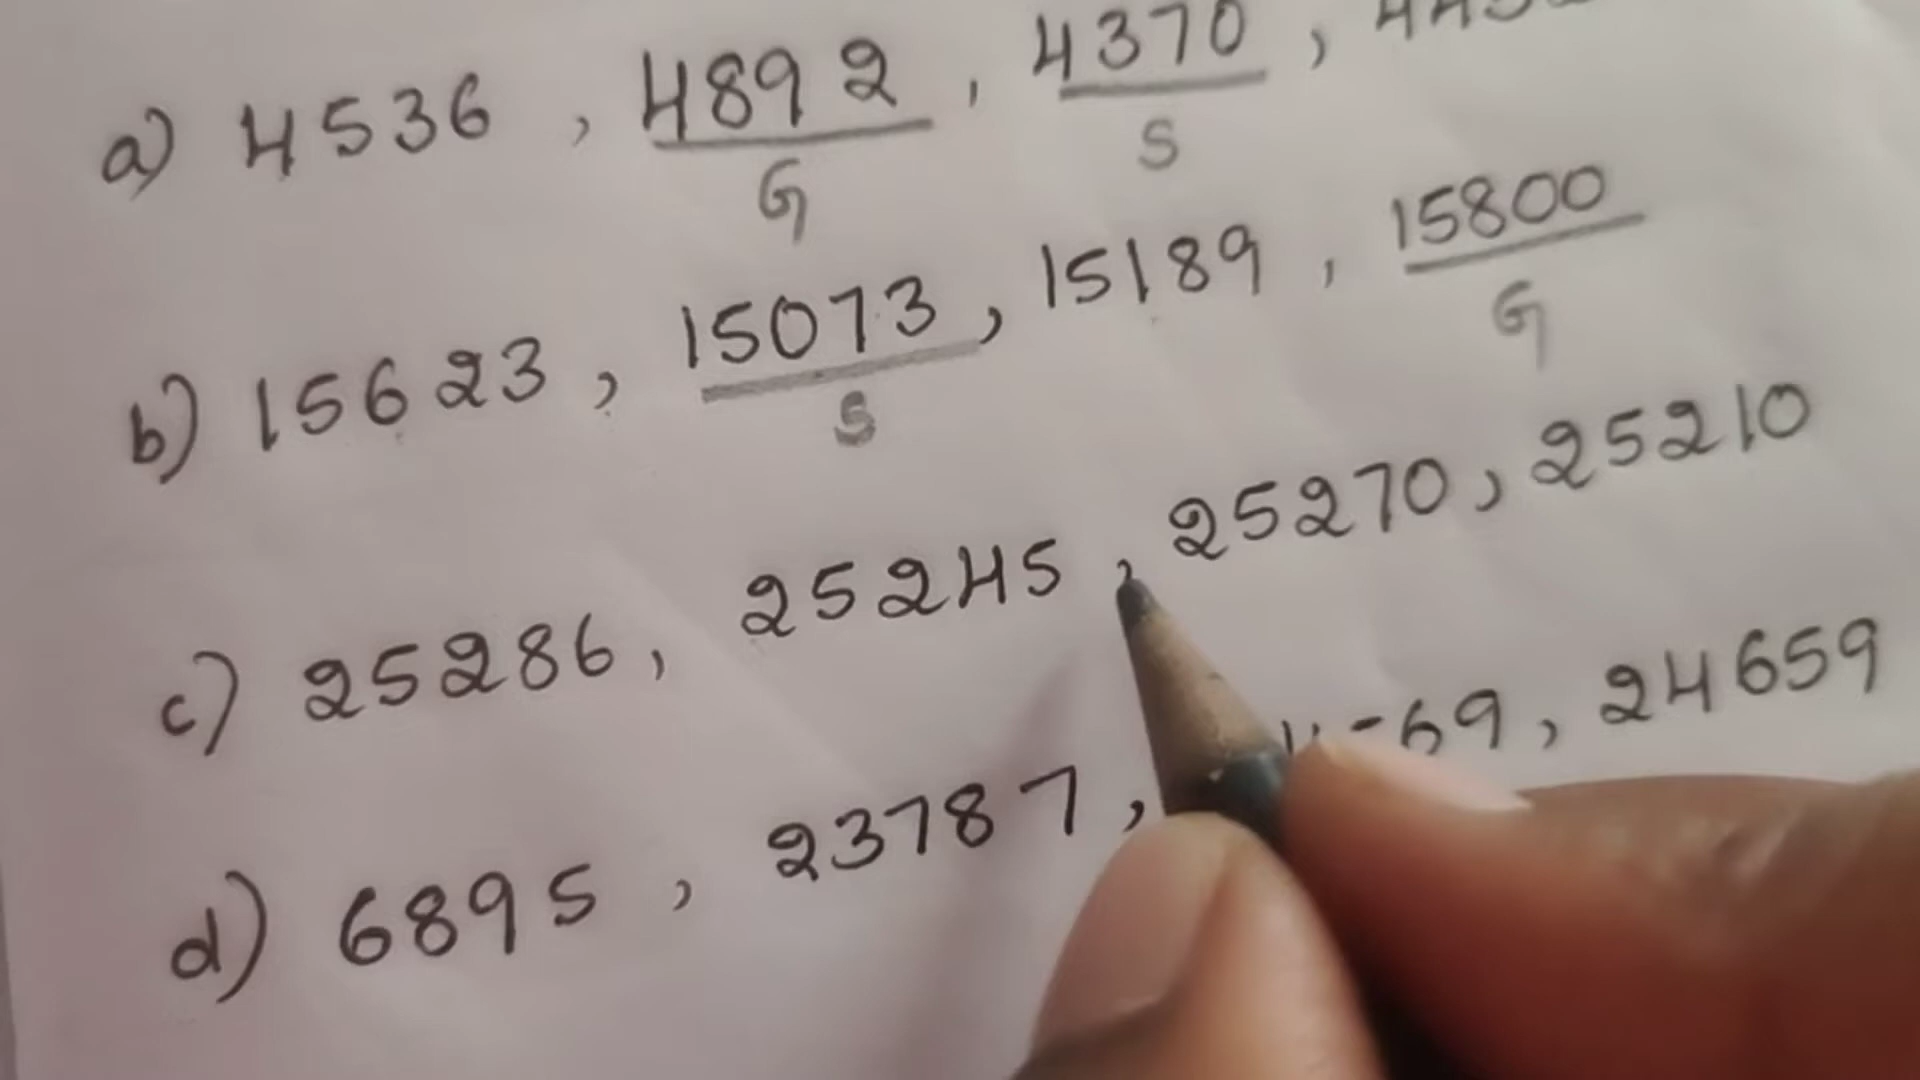 a) 4536 , 4892 , 4370 ,
G S
b) 15623 , 15073 , 15189 , 15800
S G
c) 25286 , 25245 , 25270 , 25210
d) 6895 , 23787 , 24659